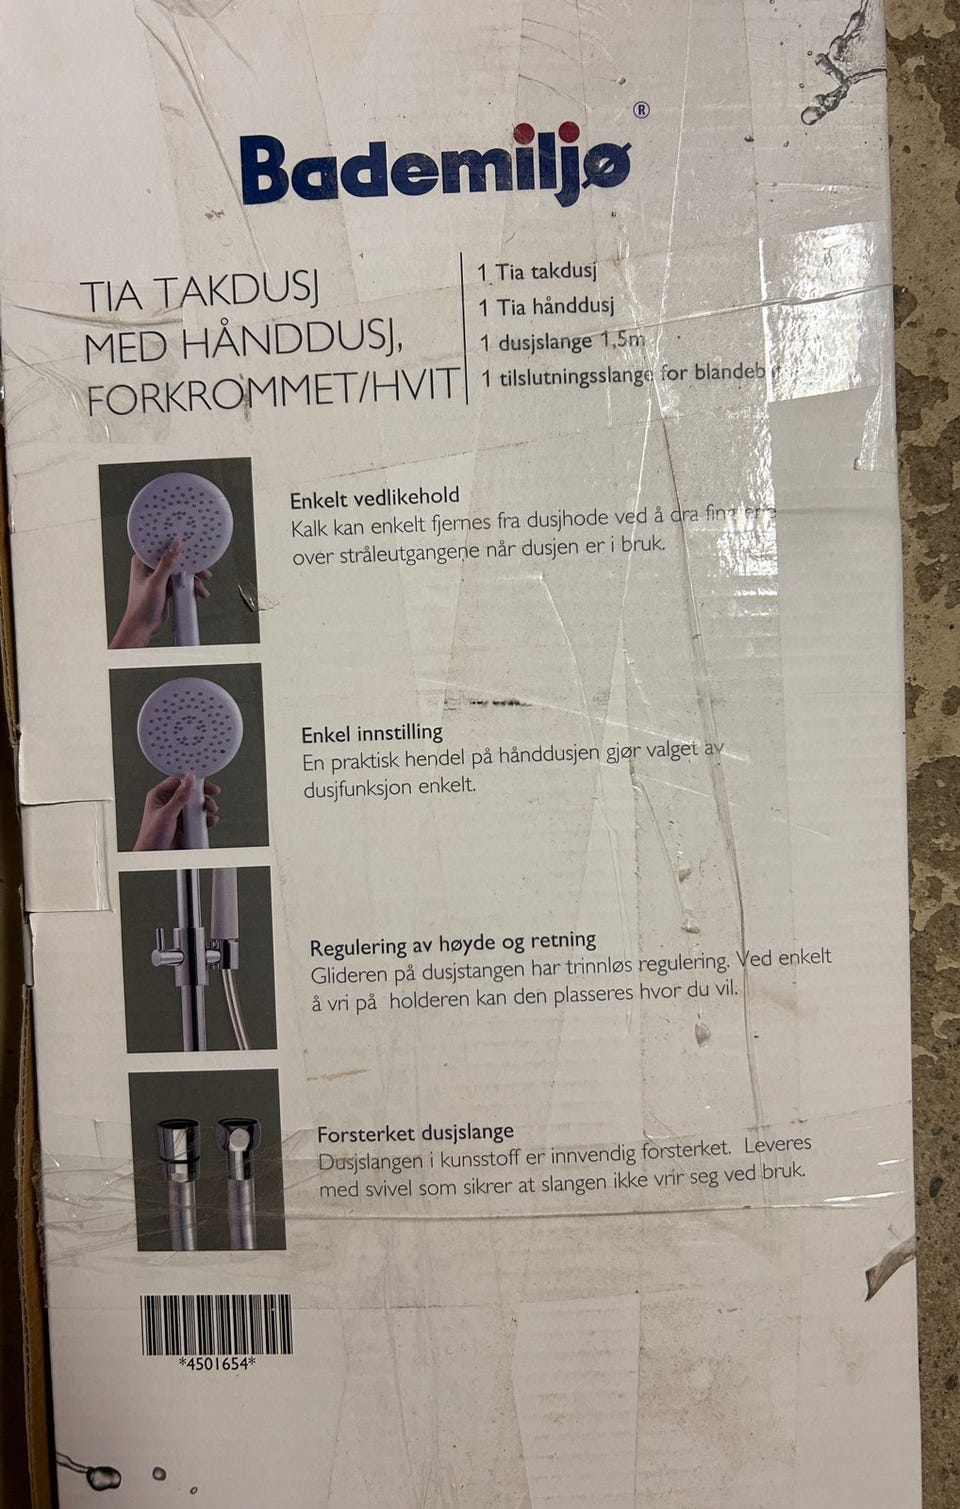 Bademiljø®
TIA TAKDUSJ
MED HÅNDDUSJ,
FORKROMMET/HVIT
1 Tia takdusj
1 Tia hånddusj
1 dusjslange 1,5m
1 tilslutningsslange for
Enkelt vedlikehold
Kalk kan enkelt fjernes fra dusjhode ved å dra
over stråleutgangene når dusjen er i bruk.
Enkel innstilling
En praktisk hendel på hånddusjen gjør valget av
dusjfunksjon enkelt.
Regulering av høyde og retning
Glideren på dusjstangen har trinnløs regulering. Ved enkelt
å vri på holderen kan den plasseres hvor du vil.
Forsterket dusjslange
Dusjslangen i kunsstoff er innvendig forsterket. Leveres
med svivel som sikrer at slangen ikke vrir seg ved bruk.
*4501654*